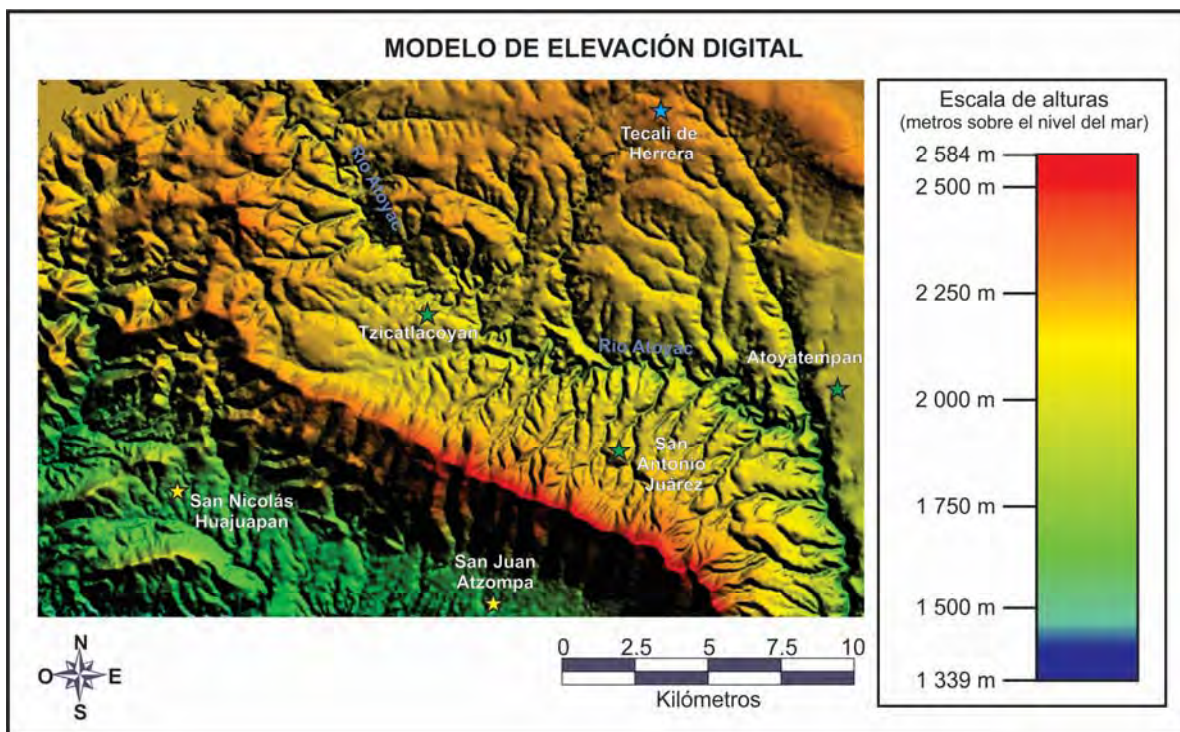 MODELO DE ELEVACIÓN DIGITAL
Tecali de
Herrera
Río Atoyac
Tzicatlacoyan
Río Atoyac
Atoyatempan
San
Antonio
Juárez
San Nicolás
Huajuapan
San Juan
Atzompa
N
O E
S
0 2.5 5 7.5 10
Kilómetros
Escala de alturas
(metros sobre el nivel del mar)
2 584 m
2 500 m
2 250 m
2 000 m
1 750 m
1 500 m
1 339 m